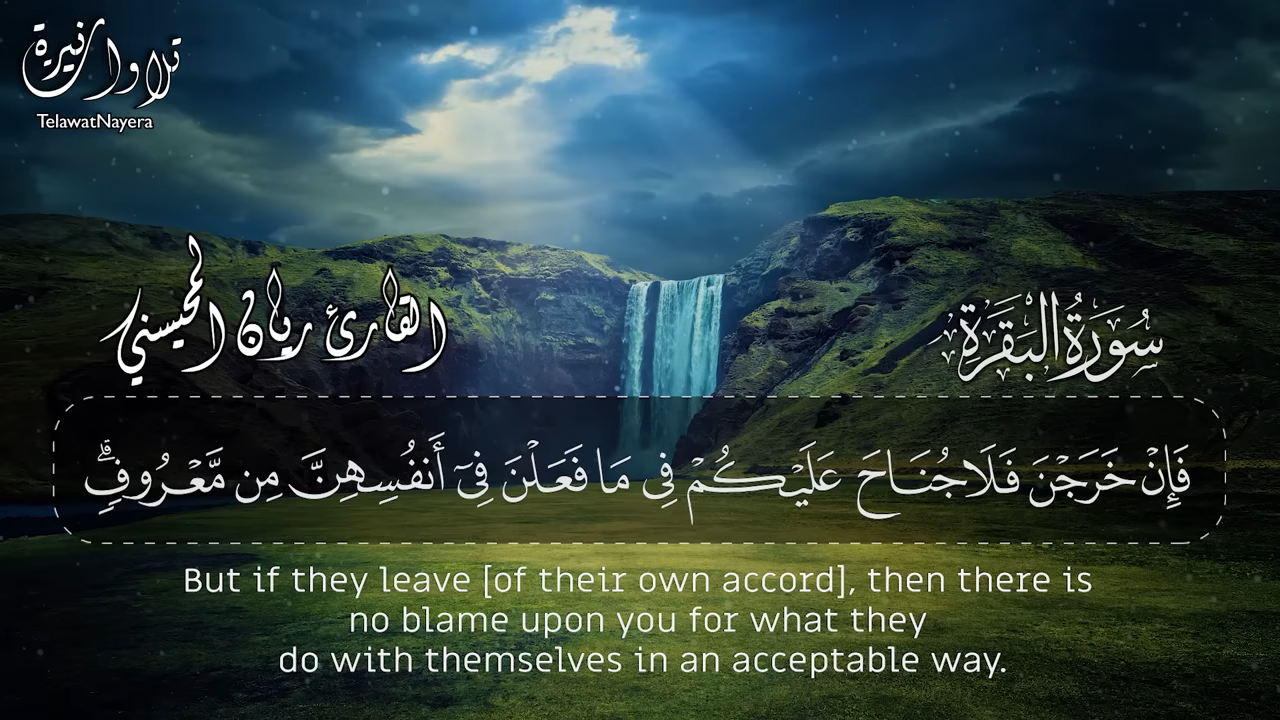 تلاوات نيرة
TelawatNayera
سُورَةُ البَقَرَةِ
القارئ ريان المحيسني
فَإِنْ خَرَجْنَ فَلَا جُنَاحَ عَلَيْكُمْ فِى مَا فَعَلْنَ فِىٓ أَنفُسِهِنَّ مِن مَّعْرُوفٍۗ
But if they leave [of their own accord], then there is
no blame upon you for what they
do with themselves in an acceptable way.